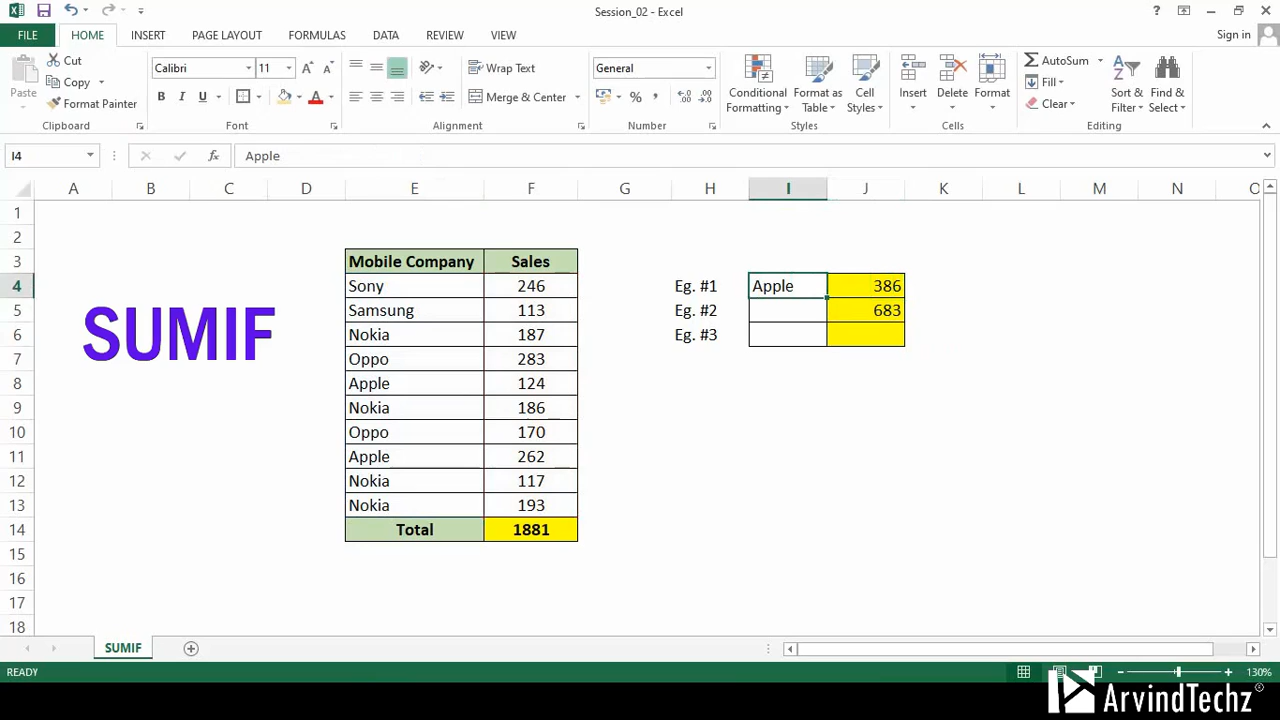 Session_02 - Excel
FILE HOME INSERT PAGE LAYOUT FORMULAS DATA REVIEW VIEW Sign in
Paste Cut Copy Format Painter Clipboard
Calibri 11 B I U A Font
Wrap Text Merge & Center Alignment
General % , Number
Conditional Formatting Format as Table Cell Styles Styles
Insert Delete Format Cells
AutoSum Fill Clear Sort & Filter Find & Select Editing
I4 fx Apple
A B C D E F G H I J K L M N O
1
2
3 Mobile Company Sales
4 Sony 246 Eg. #1 Apple 386
5 Samsung 113 Eg. #2 683
6 Nokia 187 Eg. #3
SUMIF
7 Oppo 283
8 Apple 124
9 Nokia 186
10 Oppo 170
11 Apple 262
12 Nokia 117
13 Nokia 193
14 Total 1881
15
16
17
18
SUMIF
READY 130%
ArvindTechz